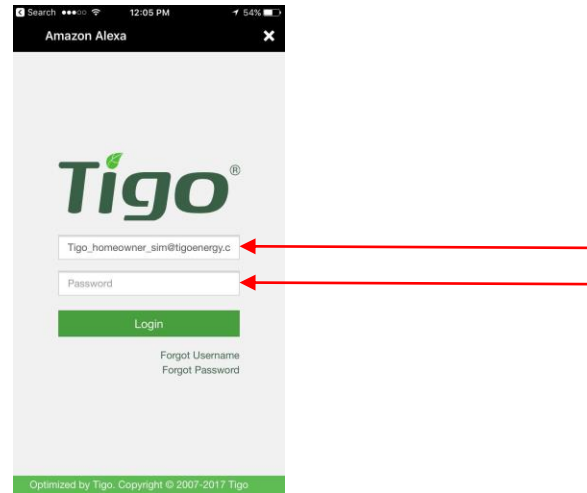 Search 12:05 PM 54%
Amazon Alexa
Tigo®
Tigo_homeowner_sim@tigoenergy.c
Password
Login
Forgot Username
Forgot Password
Optimized by Tigo. Copyright © 2007-2017 Tigo